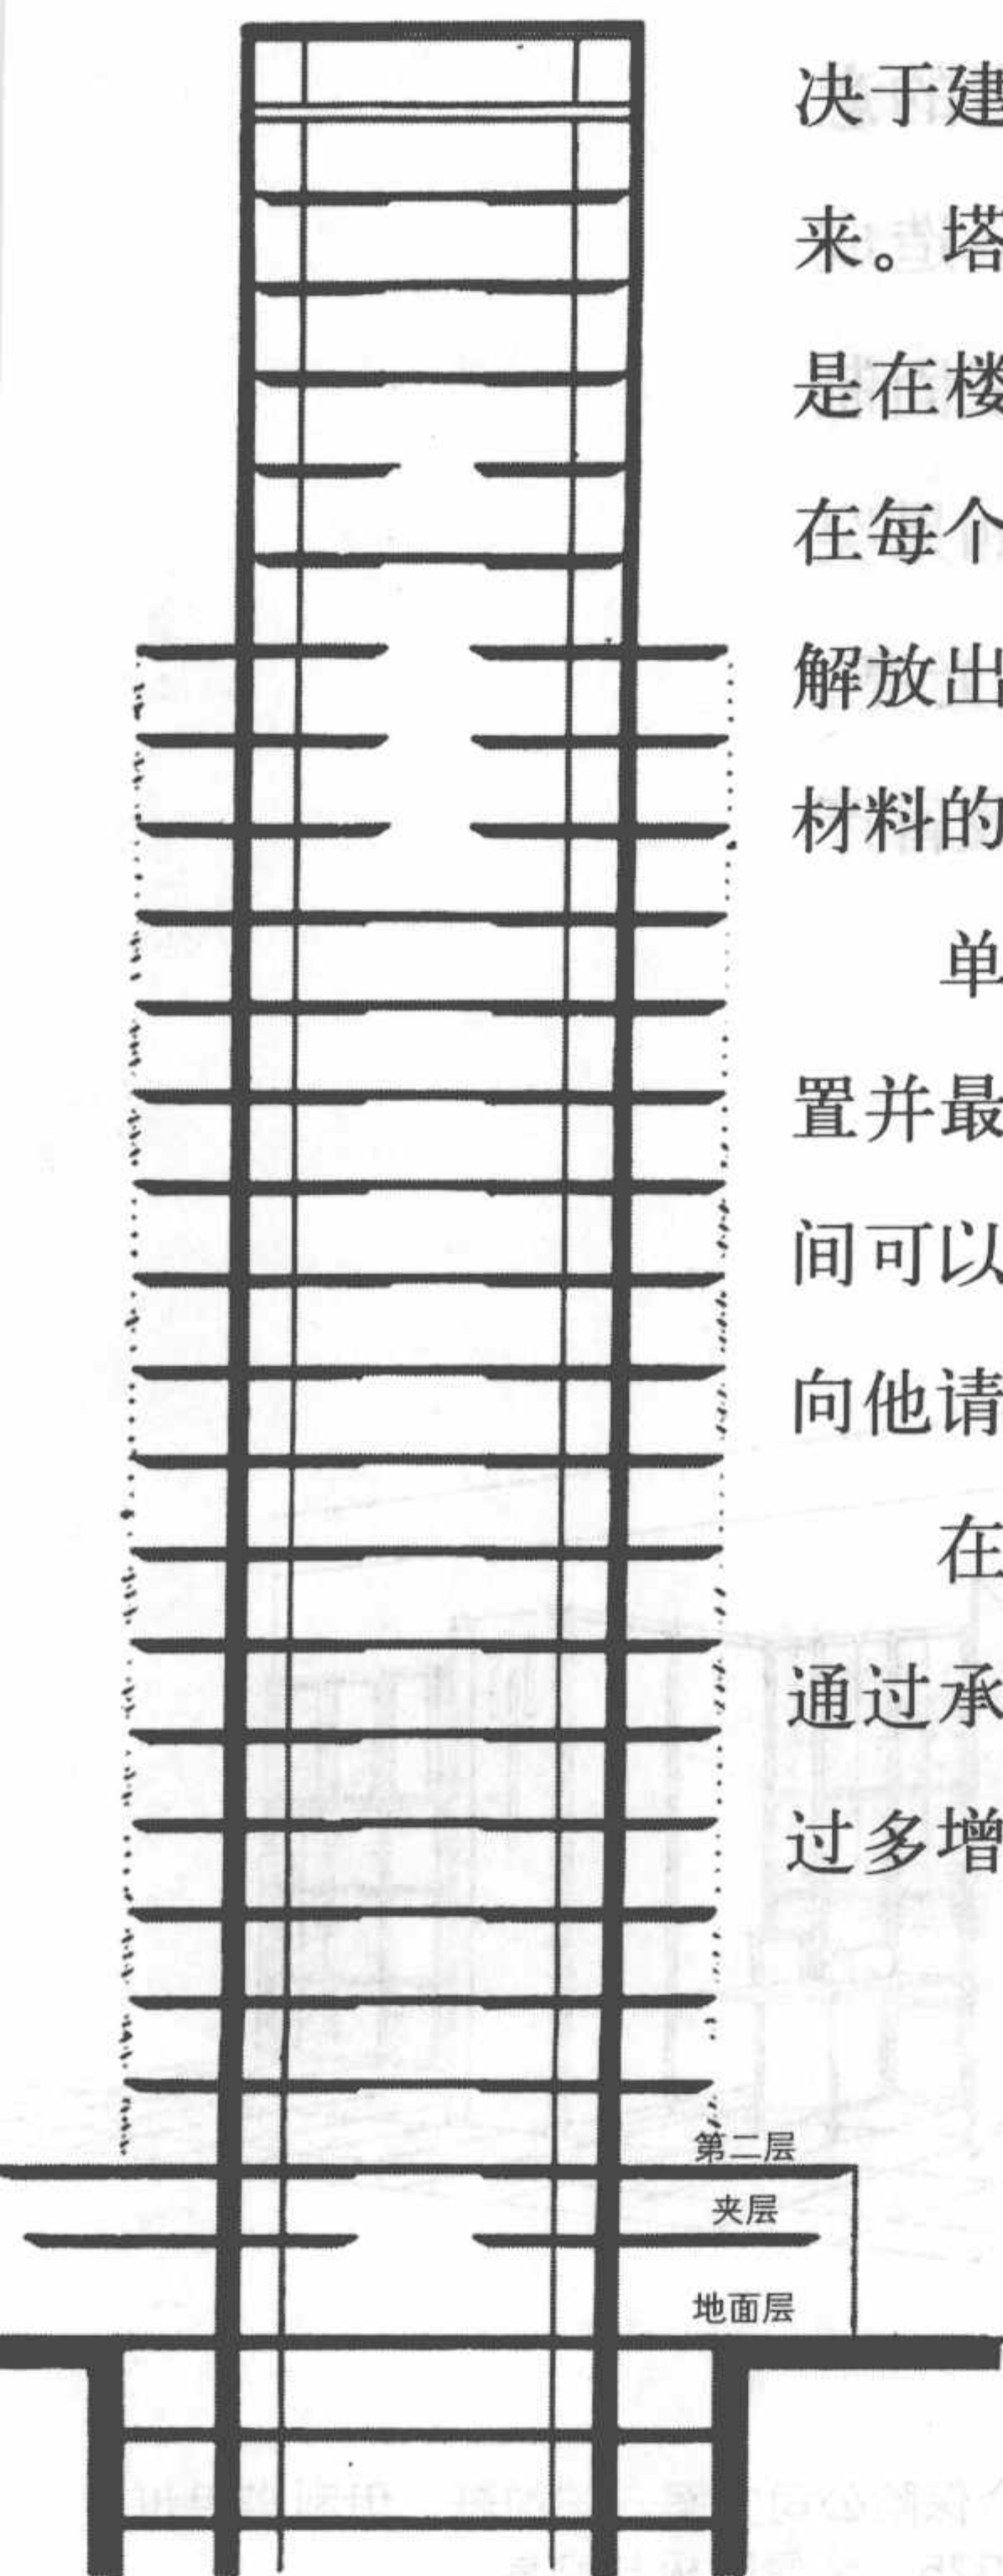 决于建
来。塔
是在楼
在每个
解放出
材料的
单
置并最
间可以
向他请
在
通过承
过多增
第二层
夹层
地面层